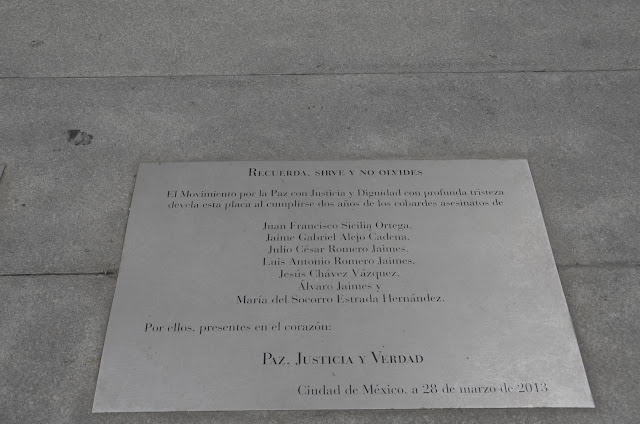 Recuerda, sirve y no olvides
El Movimiento por la Paz con Justicia y Dignidad con profunda tristeza
devela esta placa al cumplirse dos años de los cobardes asesinatos de
Juan Francisco Sicilia Ortega,
Jaime Gabriel Alejo Cadena,
Julio César Romero Jaimes,
Luis Antonio Romero Jaimes,
Jesús Chávez Vázquez,
Álvaro Jaimes y
María del Socorro Estrada Hernández.
Por ellos, presentes en el corazón:
Paz, Justicia y Verdad
Ciudad de México, a 28 de marzo de 2013